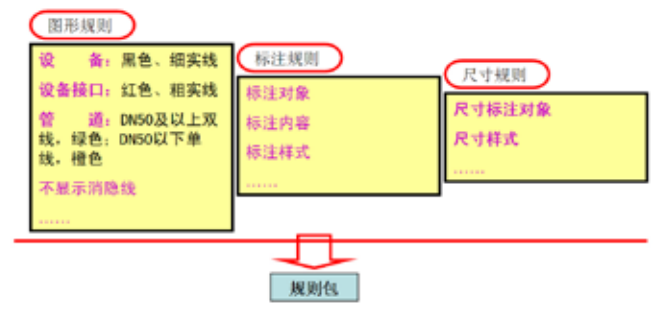 图形规则
设　　备：黑色、细实线
设备接口：红色、粗实线
管　　道：DN50及以上双
线，绿色；DN50以下单
线，橙色
不显示消隐线
……
标注规则
标注对象
标注内容
标注样式
……
尺寸规则
尺寸标注对象
尺寸样式
……
规则包